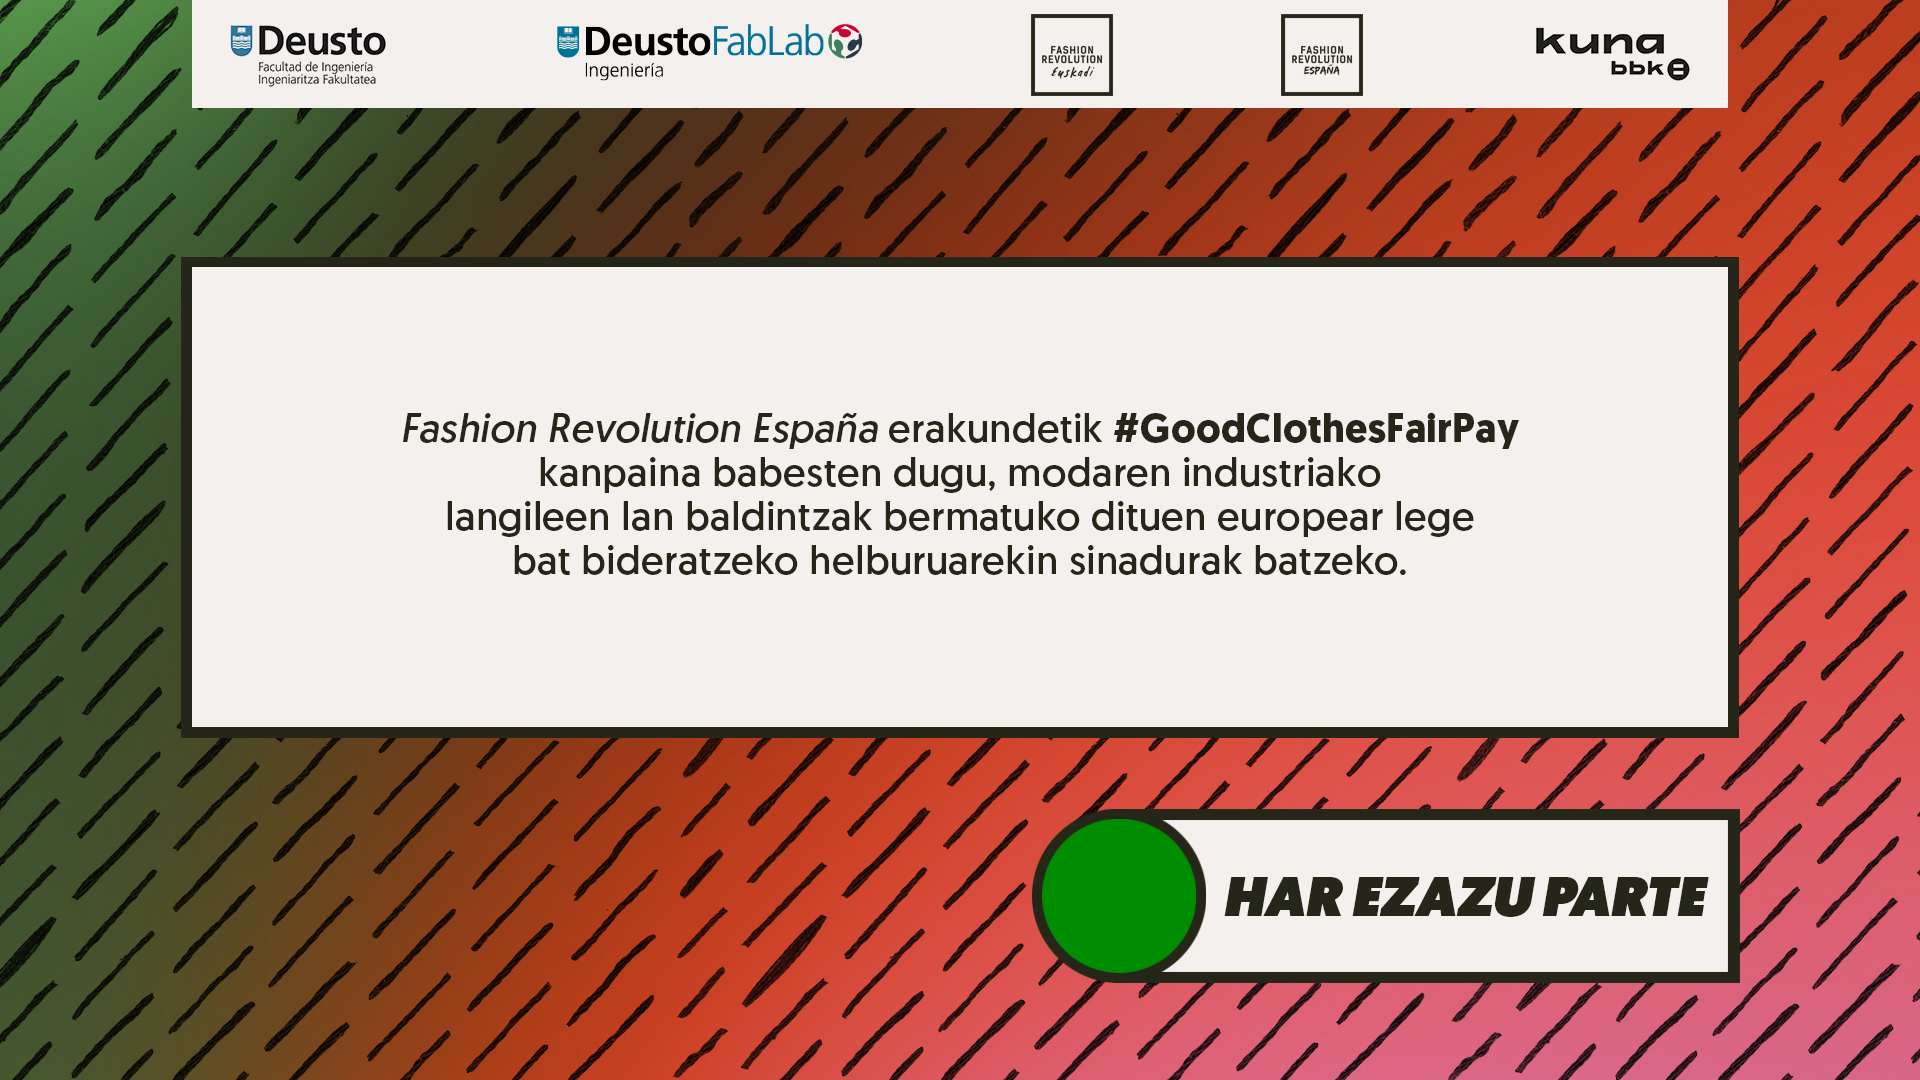 Deusto
Facultad de Ingeniería
Ingeniaritza Fakultatea
DeustoFabLab
Ingeniería
FASHION
REVOLUTION
Euskadi
FASHION
REVOLUTION
ESPAÑA
kuna
bbk
Fashion Revolution España erakundetik #GoodClothesFairPay
kanpaina babesten dugu, modaren industriako
langileen lan baldintzak bermatuko dituen europear lege
bat bideratzeko helburuarekin sinadurak batzeko.
HAR EZAZU PARTE